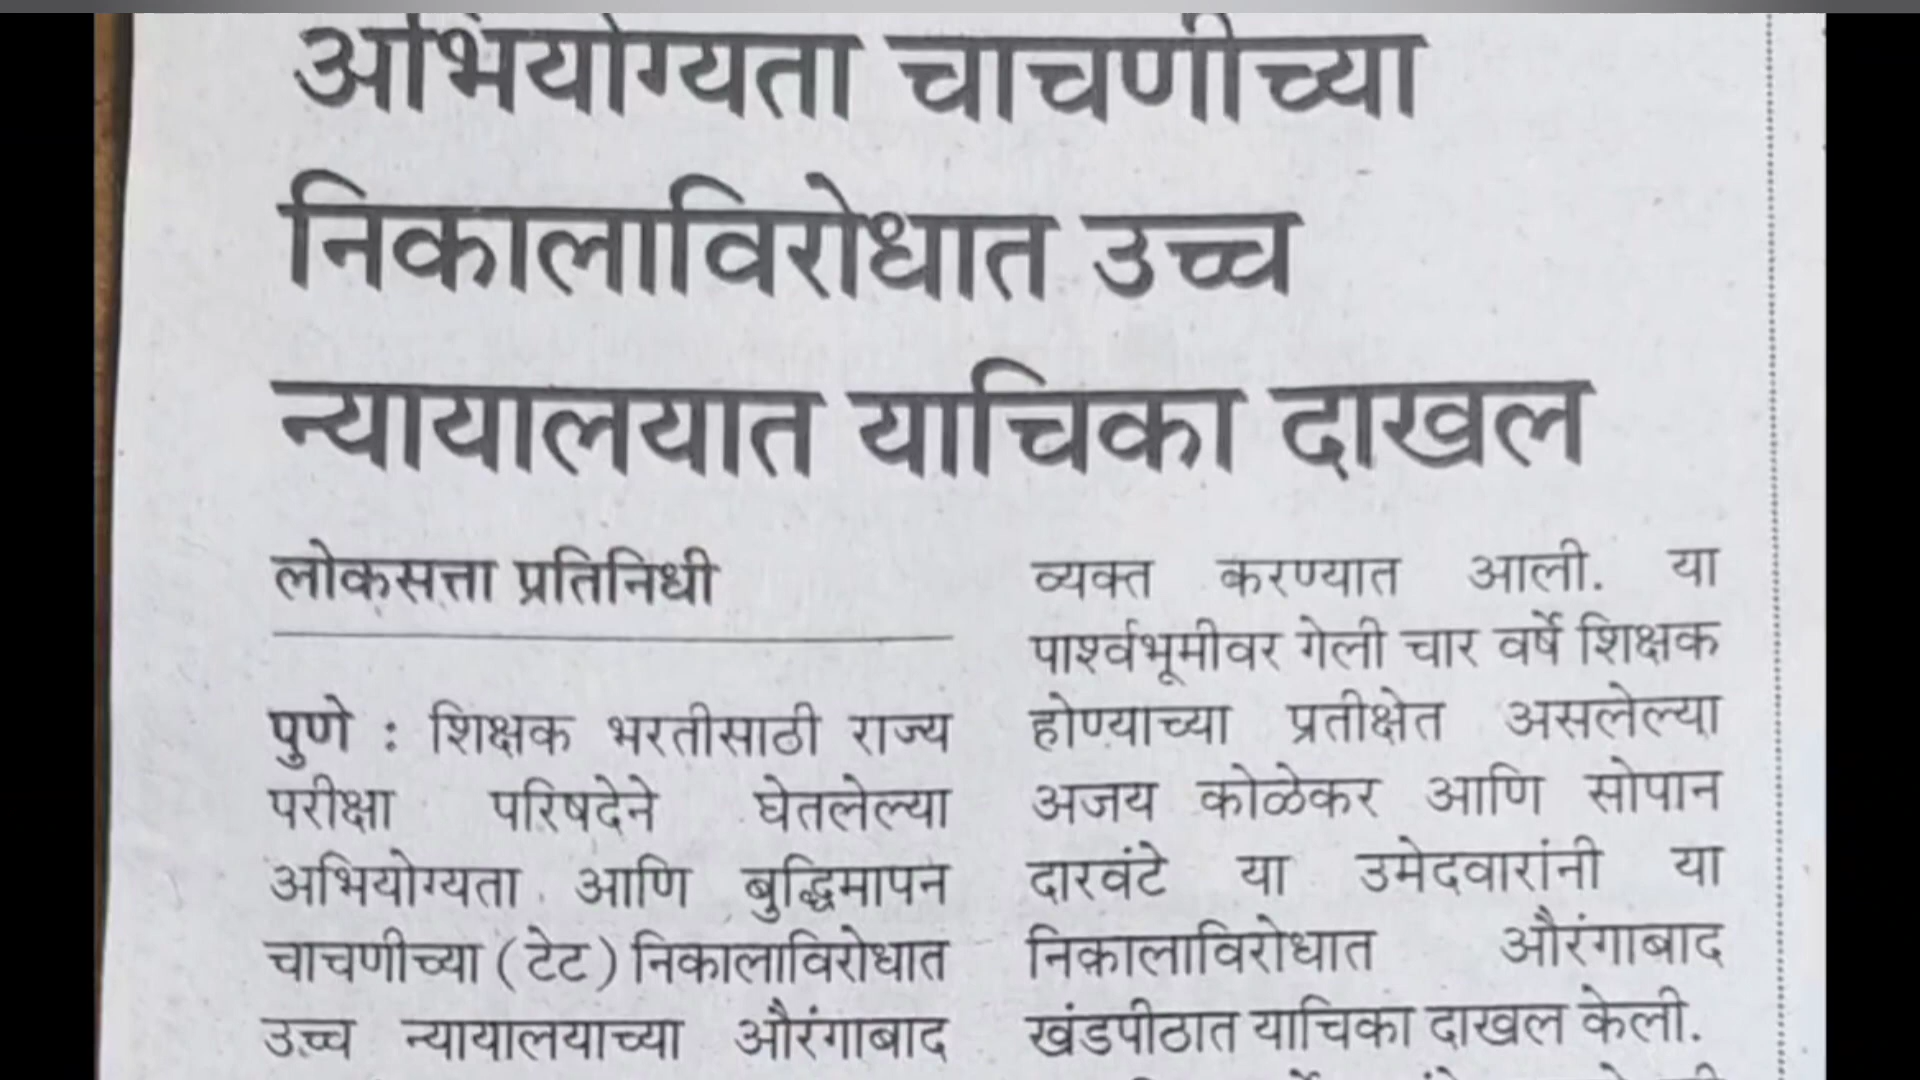 अभियोग्यता चाचणीच्या
निकालाविरोधात उच्च
न्यायालयात याचिका दाखल
लोकसत्ता प्रतिनिधी
पुणे : शिक्षक भरतीसाठी राज्य
परीक्षा परिषदेने घेतलेल्या
अभियोग्यता आणि बुद्धिमापन
चाचणीच्या (टेट) निकालाविरोधात
उच्च न्यायालयाच्या औरंगाबाद
व्यक्त करण्यात आली. या
पार्श्वभूमीवर गेली चार वर्षे शिक्षक
होण्याच्या प्रतीक्षेत असलेल्या
अजय कोळेकर आणि सोपान
दारवंटे या उमेदवारांनी या
निकालाविरोधात औरंगाबाद
खंडपीठात याचिका दाखल केली.